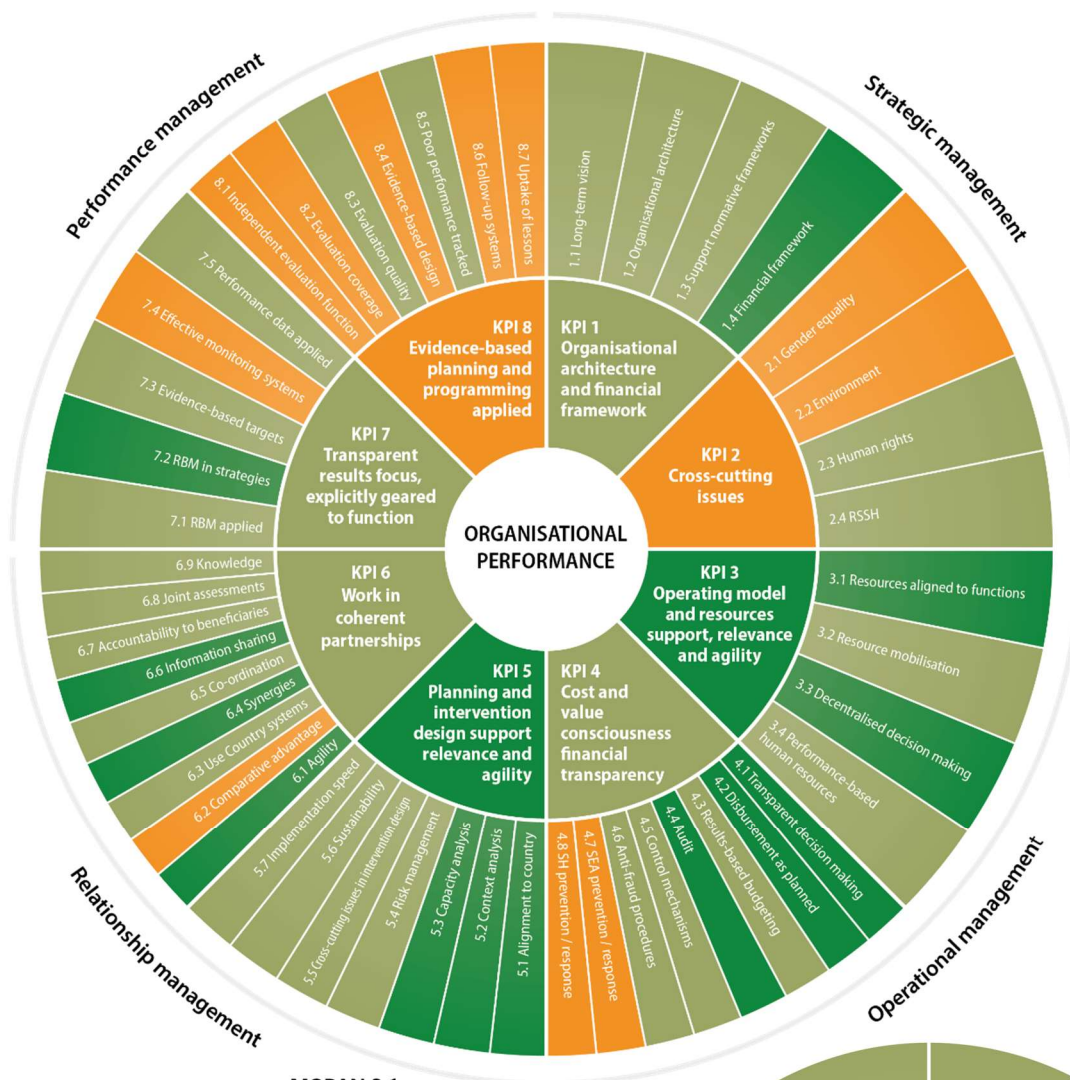 Performance management
Strategic management
Operational management
Relationship management
ORGANISATIONAL
PERFORMANCE
KPI 1
Organisational
architecture
and financial
framework
1.1 Long-term vision
1.2 Organisational architecture
1.3 Support normative frameworks
1.4 Financial framework
KPI 2
Cross-cutting
issues
2.1 Gender equality
2.2 Environment
2.3 Human rights
2.4 RSSH
KPI 3
Operating model
and resources
support, relevance
and agility
3.1 Resources aligned to functions
3.2 Resource mobilisation
3.3 Decentralised decision making
3.4 Performance-based
human resources
KPI 4
Cost and
value
consciousness
financial
transparency
4.1 Transparent decision making
4.2 Disbursement as planned
4.3 Results-based budgeting
4.4 Audit
4.5 Control mechanisms
4.6 Anti-fraud procedures
4.7 SEA prevention / response
4.8 SH prevention / response
KPI 5
Planning and
intervention
design support
relevance and
agility
5.1 Alignment to country
5.2 Context analysis
5.3 Capacity analysis
5.4 Risk management
5.5 Cross-cutting issues in intervention design
5.6 Sustainability
5.7 Implementation speed
KPI 6
Work in
coherent
partnerships
6.1 Agility
6.2 Comparative advantage
6.3 Use Country systems
6.4 Synergies
6.5 Co-ordination
6.6 Information sharing
6.7 Accountability to beneficiaries
6.8 Joint assessments
6.9 Knowledge
KPI 7
Transparent
results focus,
explicitly geared
to function
7.1 RBM applied
7.2 RBM in strategies
7.3 Evidence-based targets
7.4 Effective monitoring systems
7.5 Performance data applied
KPI 8
Evidence-based
planning and
programming
applied
8.1 Independent evaluation function
8.2 Evaluation coverage
8.3 Evaluation quality
8.4 Evidence-based design
8.5 Poor performance tracked
8.6 Follow-up systems
8.7 Uptake of lessons